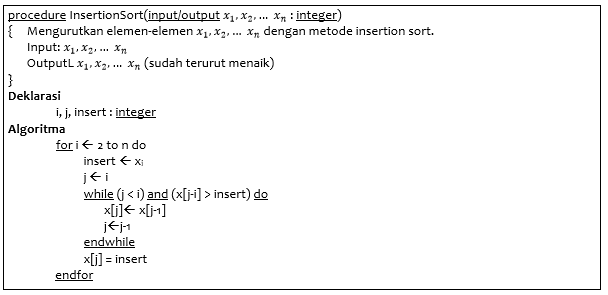 procedure InsertionSort(input/output x₁, x₂, ... xₙ : integer)
{ Mengurutkan elemen-elemen x₁, x₂, ... xₙ dengan metode insertion sort.
Input: x₁, x₂, ... xₙ
OutputL x₁, x₂, ... xₙ (sudah terurut menaik)
}
Deklarasi
i, j, insert : integer
Algoritma
for i ← 2 to n do
insert ← xᵢ
j ← i
while (j < i) and (x[j-i] > insert) do
x[j]← x[j-1]
j←j-1
endwhile
x[j] = insert
endfor